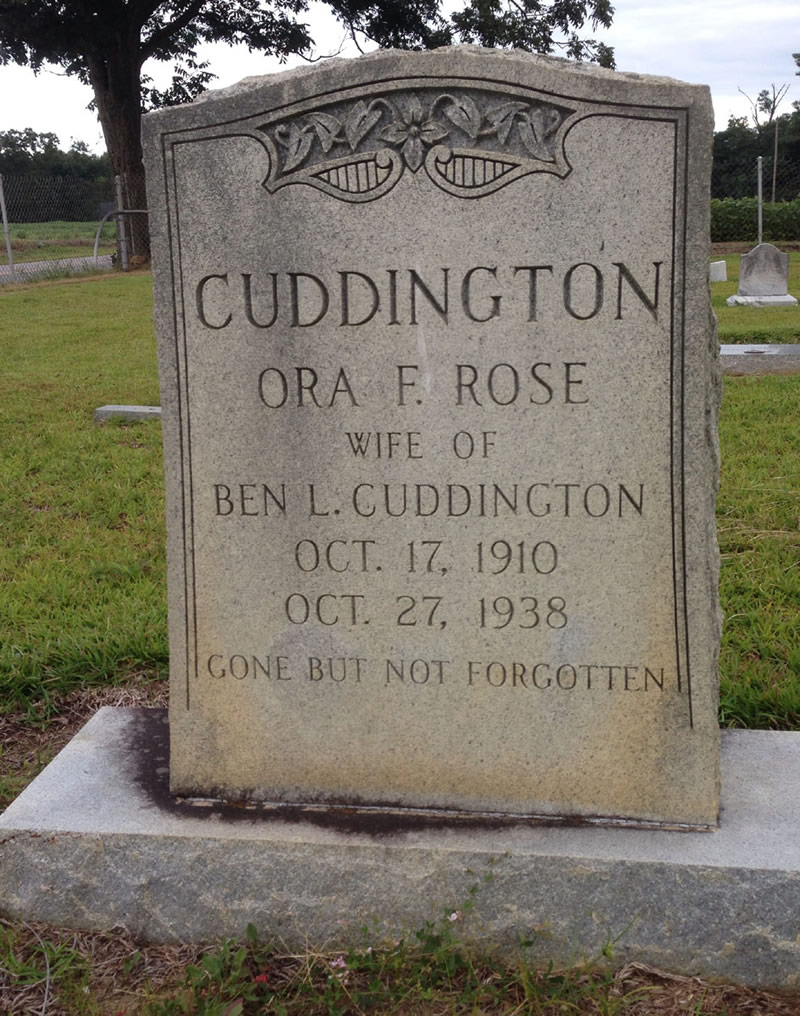 CUDDINGTON
ORA F. ROSE
WIFE OF
BEN L. CUDDINGTON
OCT. 17, 1910
OCT. 27, 1938
GONE BUT NOT FORGOTTEN